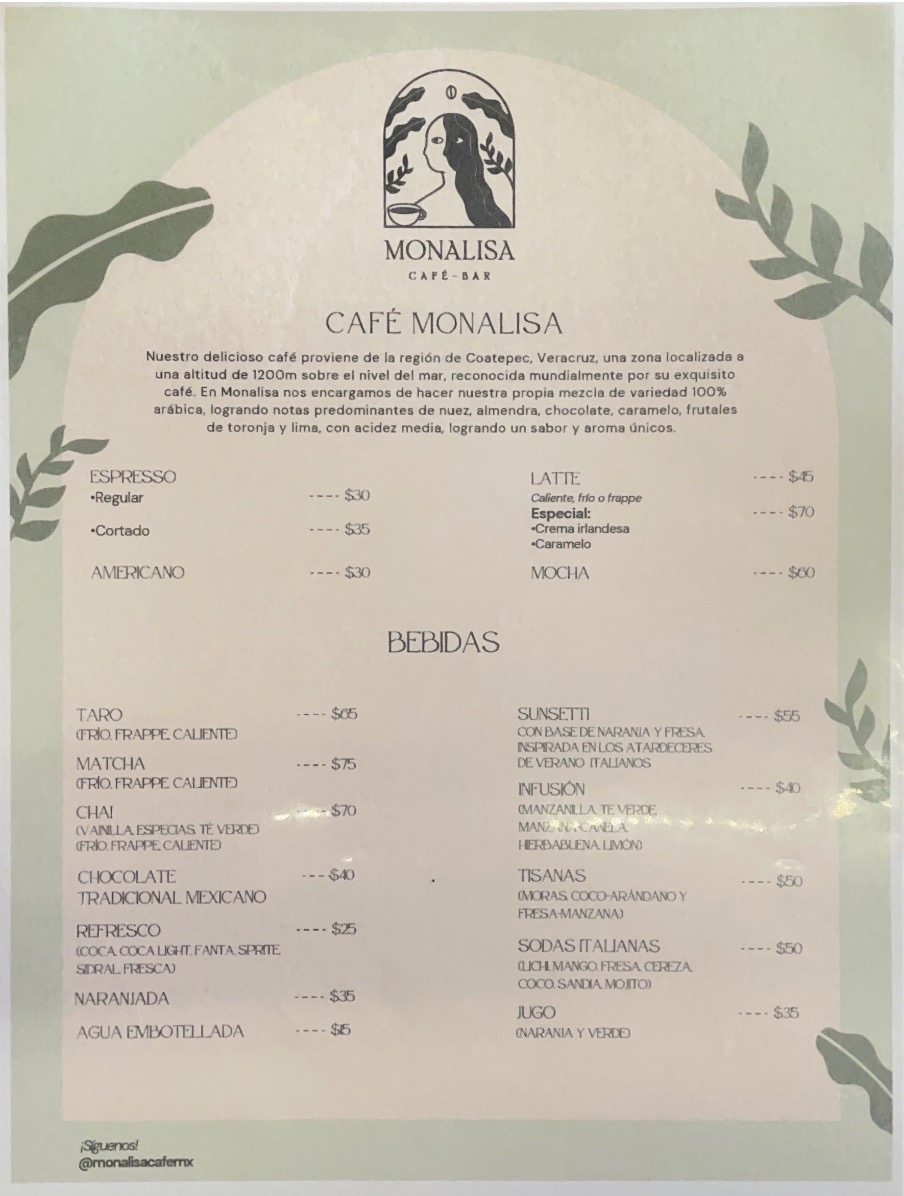 MONALISA
CAFÉ-BAR
CAFÉ MONALISA
Nuestro delicioso café proviene de la región de Coatepec, Veracruz, una zona localizada a
una altitud de 1200m sobre el nivel del mar, reconocida mundialmente por su exquisito
café. En Monalisa nos encargamos de hacer nuestra propia mezcla de variedad 100%
arábica, logrando notas predominantes de nuez, almendra, chocolate, caramelo, frutales
de toronja y lima, con acidez media, logrando un sabor y aroma únicos.
ESPRESSO
•Regular ---- $30
•Cortado ---- $35
AMERICANO ---- $30
LATTE ---- $45
Caliente, frío o frappe
Especial: ---- $70
•Crema irlandesa
•Caramelo
MOCHA ---- $60
BEBIDAS
TARO ---- $65
(FRÍO, FRAPPE, CALIENTE)
MATCHA ---- $75
(FRÍO, FRAPPE, CALIENTE)
CHAI ---- $70
(VAINILLA, ESPECIAS, TÉ VERDE)
(FRÍO, FRAPPE, CALIENTE)
CHOCOLATE --- $40
TRADICIONAL MEXICANO
REFRESCO ---- $25
(COCA, COCA LIGHT, FANTA, SPRITE,
SIDRAL, FRESCA)
NARANJADA ---- $35
AGUA EMBOTELLADA ---- $15
SUNSETTI ---- $55
CON BASE DE NARANJA Y FRESA,
INSPIRADA EN LOS ATARDECERES
DE VERANO ITALIANOS
INFUSIÓN ---- $40
(MANZANILLA, TE VERDE,
MANZANA-CANELA,
HIERBABUENA, LIMÓN)
TISANAS ---- $50
(MORAS, COCO-ARÁNDANO Y
FRESA-MANZANA)
SODAS ITALIANAS ---- $50
(LICHI, MANGO, FRESA, CEREZA,
COCO, SANDIA, MOJITO)
JUGO ---- $35
(NARANJA Y VERDE)
¡Síguenos!
@monalisacafemx